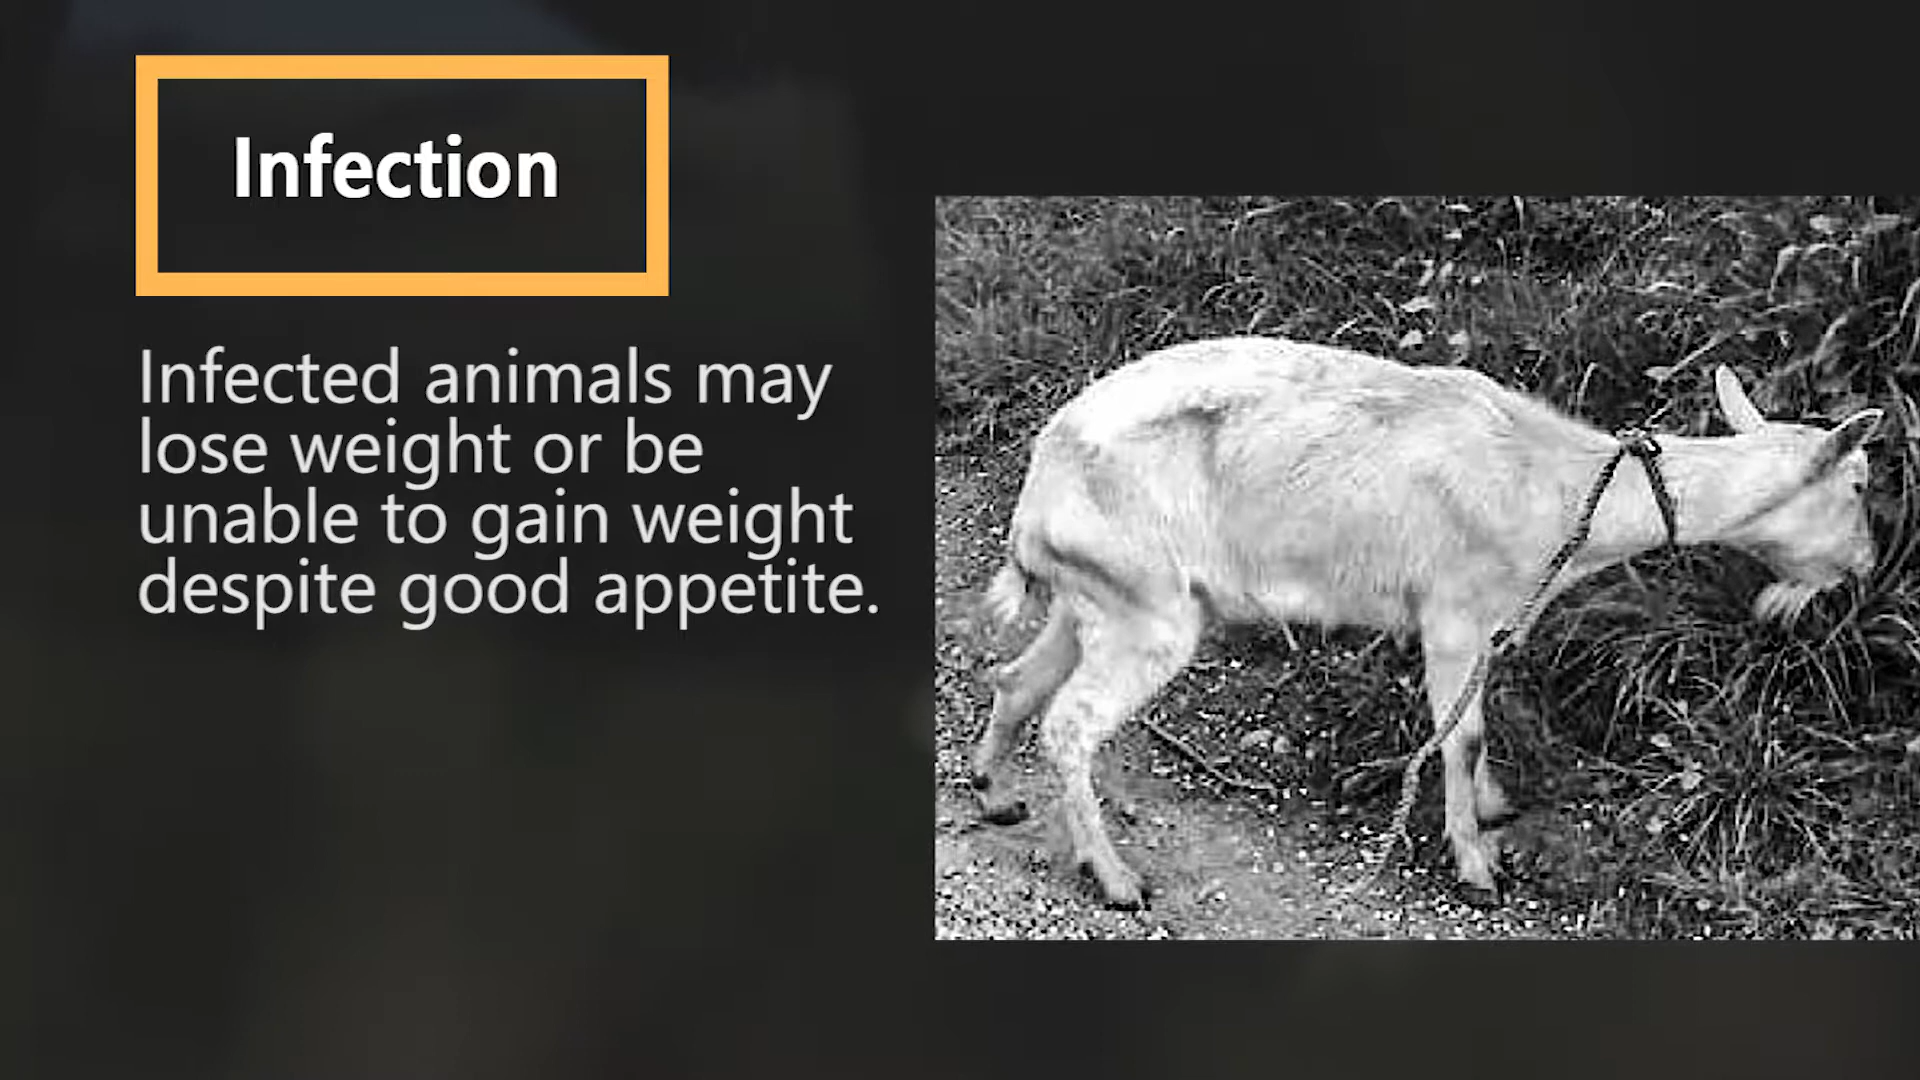 Infection
Infected animals may
lose weight or be
unable to gain weight
despite good appetite.